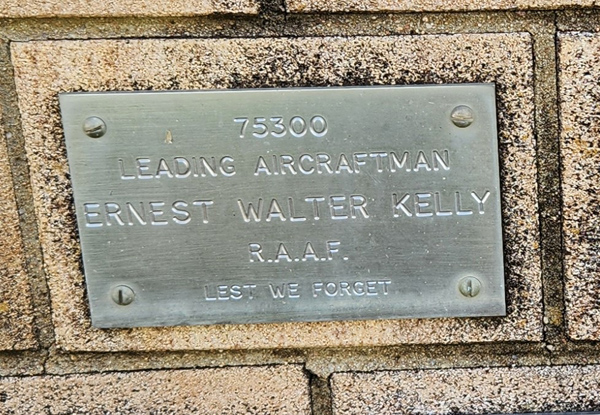 75300
LEADING AIRCRAFTMAN
ERNEST WALTER KELLY
R.A.A.F.
LEST WE FORGET